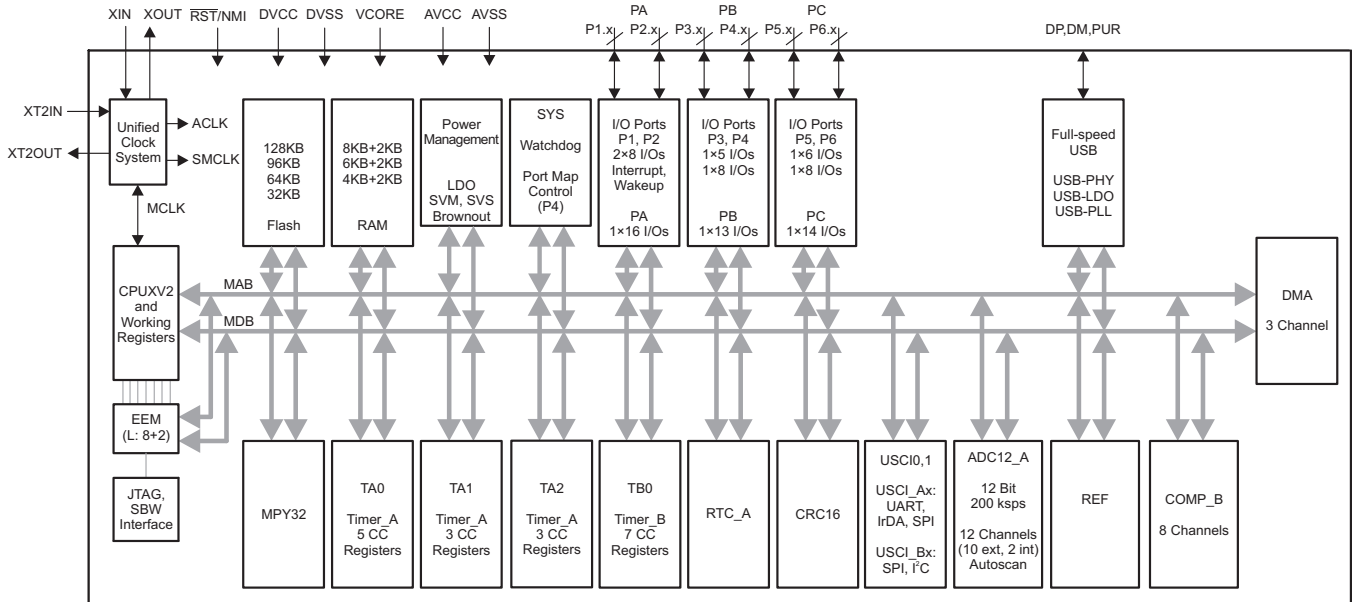 XIN
XOUT
RST/NMI
DVCC
DVSS
VCORE
AVCC
AVSS
PA
P1.x
P2.x
PB
P3.x
P4.x
PC
P5.x
P6.x
DP,DM,PUR
XT2IN
XT2OUT
Unified
Clock
System
ACLK
SMCLK
MCLK
128KB
96KB
64KB
32KB
Flash
8KB+2KB
6KB+2KB
4KB+2KB
RAM
Power
Management
LDO
SVM, SVS
Brownout
SYS
Watchdog
Port Map
Control
(P4)
I/O Ports
P1, P2
2×8 I/Os
Interrupt,
Wakeup
PA
1×16 I/Os
I/O Ports
P3, P4
1×5 I/Os
1×8 I/Os
PB
1×13 I/Os
I/O Ports
P5, P6
1×6 I/Os
1×8 I/Os
PC
1×14 I/Os
Full-speed
USB
USB-PHY
USB-LDO
USB-PLL
CPUXV2
and
Working
Registers
MAB
MDB
DMA
3 Channel
EEM
(L: 8+2)
JTAG,
SBW
Interface
MPY32
TA0
Timer_A
5 CC
Registers
TA1
Timer_A
3 CC
Registers
TA2
Timer_A
3 CC
Registers
TB0
Timer_B
7 CC
Registers
RTC_A
CRC16
USCI0,1
USCI_Ax:
UART,
IrDA, SPI
USCI_Bx:
SPI, I²C
ADC12_A
12 Bit
200 ksps
12 Channels
(10 ext, 2 int)
Autoscan
REF
COMP_B
8 Channels